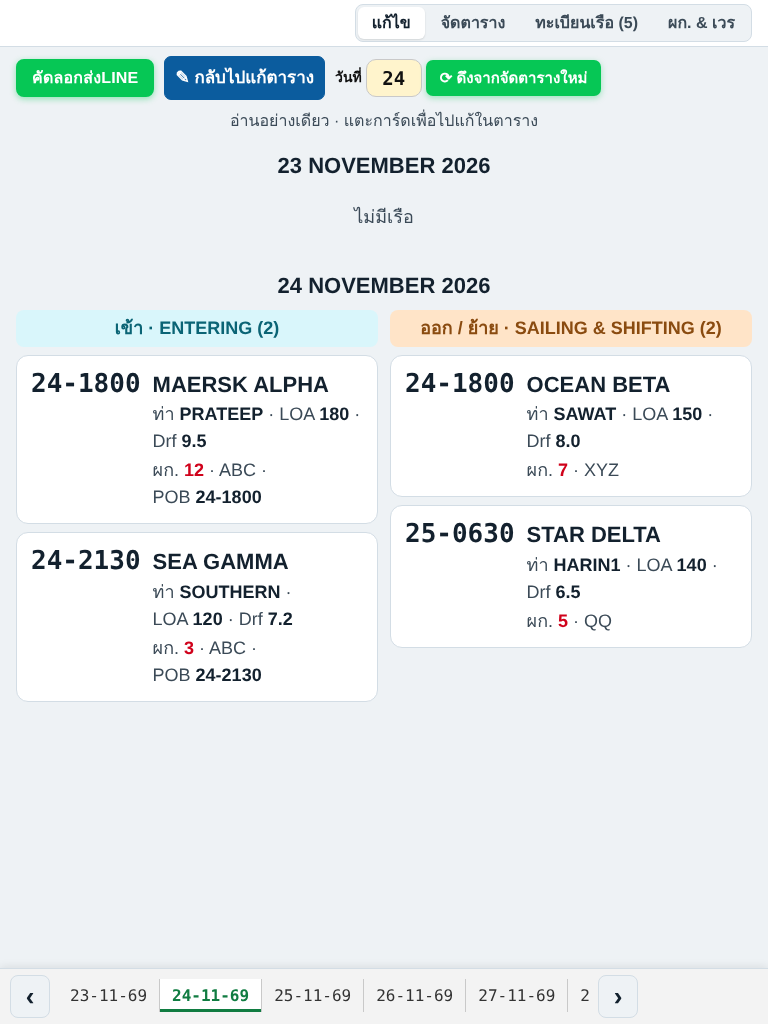 แก้ไข จัดตาราง ทะเบียนเรือ (5) ผก. & เวร
คัดลอกส่งLINE ✎ กลับไปแก้ตาราง วันที่ 24 ⟳ ดึงจากจัดตารางใหม่
อ่านอย่างเดียว · แตะการ์ดเพื่อไปแก้ในตาราง
23 NOVEMBER 2026
ไม่มีเรือ
24 NOVEMBER 2026
เข้า · ENTERING (2)
24-1800 MAERSK ALPHA
ท่า PRATEEP · LOA 180 ·
Drf 9.5
ผก. 12 · ABC ·
POB 24-1800
24-2130 SEA GAMMA
ท่า SOUTHERN ·
LOA 120 · Drf 7.2
ผก. 3 · ABC ·
POB 24-2130
ออก / ย้าย · SAILING & SHIFTING (2)
24-1800 OCEAN BETA
ท่า SAWAT · LOA 150 ·
Drf 8.0
ผก. 7 · XYZ
25-0630 STAR DELTA
ท่า HARIN1 · LOA 140 ·
Drf 6.5
ผก. 5 · QQ
‹ 23-11-69 24-11-69 25-11-69 26-11-69 27-11-69 2 ›